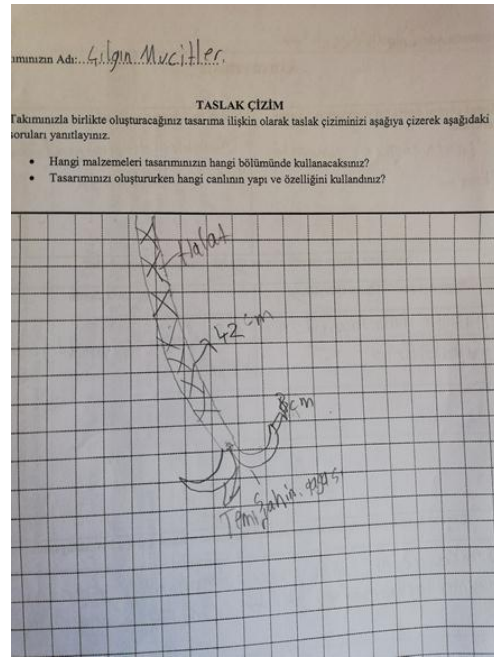 ımınızın Adı:..Çılgın Mucitler.
TASLAK ÇİZİM
Takımınızla birlikte oluşturacağınız tasarıma ilişkin olarak taslak çiziminizi aşağıya çizerek aşağıdaki
soruları yanıtlayınız.
• Hangi malzemeleri tasarımınızın hangi bölümünde kullanacaksınız?
• Tasarımınızı oluştururken hangi canlının yapı ve özelliğini kullandınız?
Halat
42 cm
cm